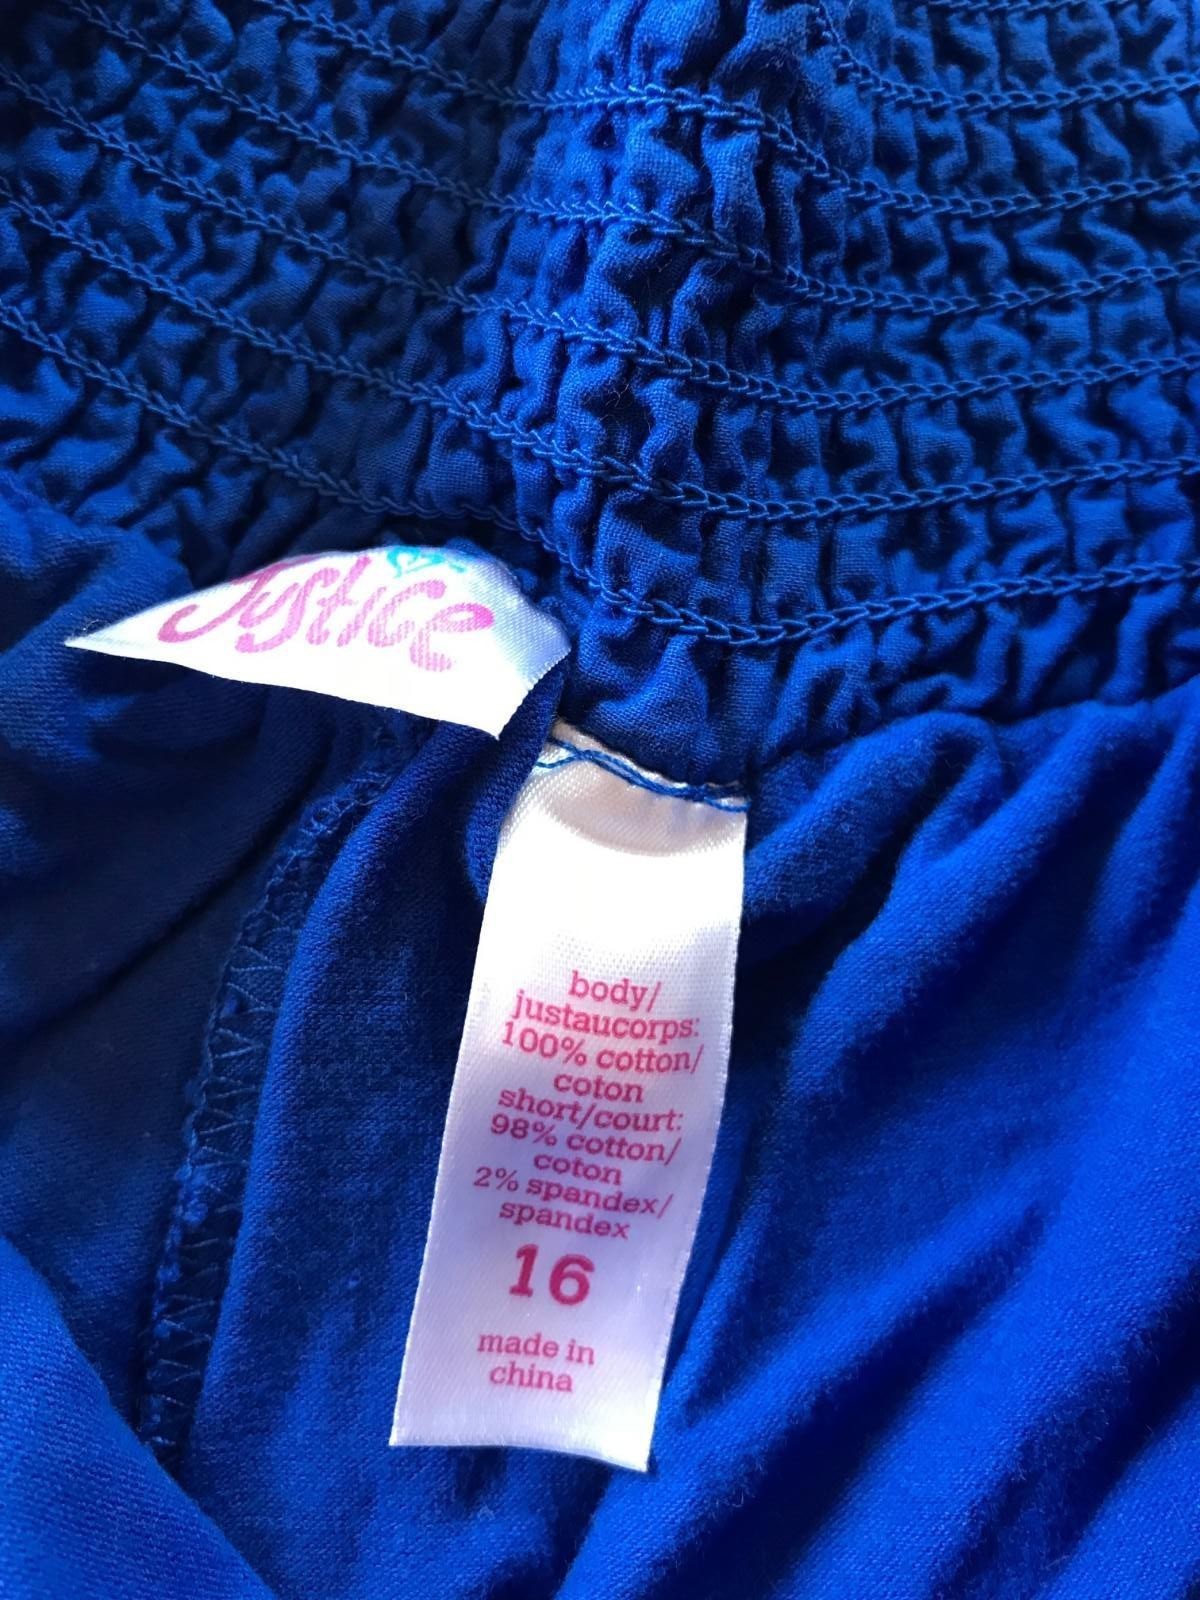 Justice
body/
justaucorps:
100% cotton/
coton
short/court:
98% cotton/
coton
2% spandex/
spandex
16
made in
china